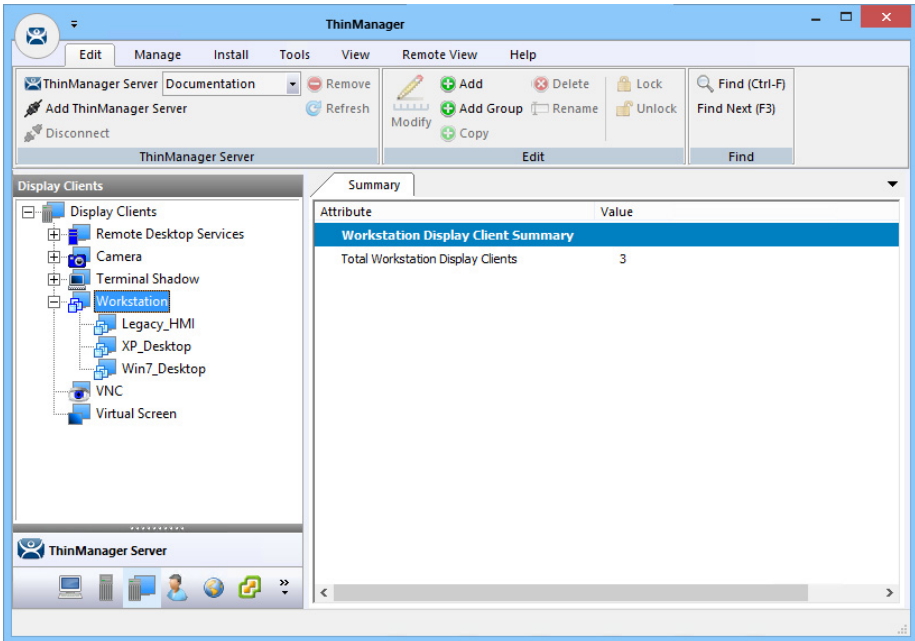 ThinManager
Edit Manage Install Tools View Remote View Help
ThinManager Server Documentation Remove Add Delete Lock Find (Ctrl-F)
Add ThinManager Server Refresh Modify Add Group Rename Unlock Find Next (F3)
Disconnect Copy
ThinManager Server Edit Find
Display Clients
Display Clients
Remote Desktop Services
Camera
Terminal Shadow
Workstation
Legacy_HMI
XP_Desktop
Win7_Desktop
VNC
Virtual Screen
ThinManager Server
Summary
Attribute Value
Workstation Display Client Summary
Total Workstation Display Clients 3